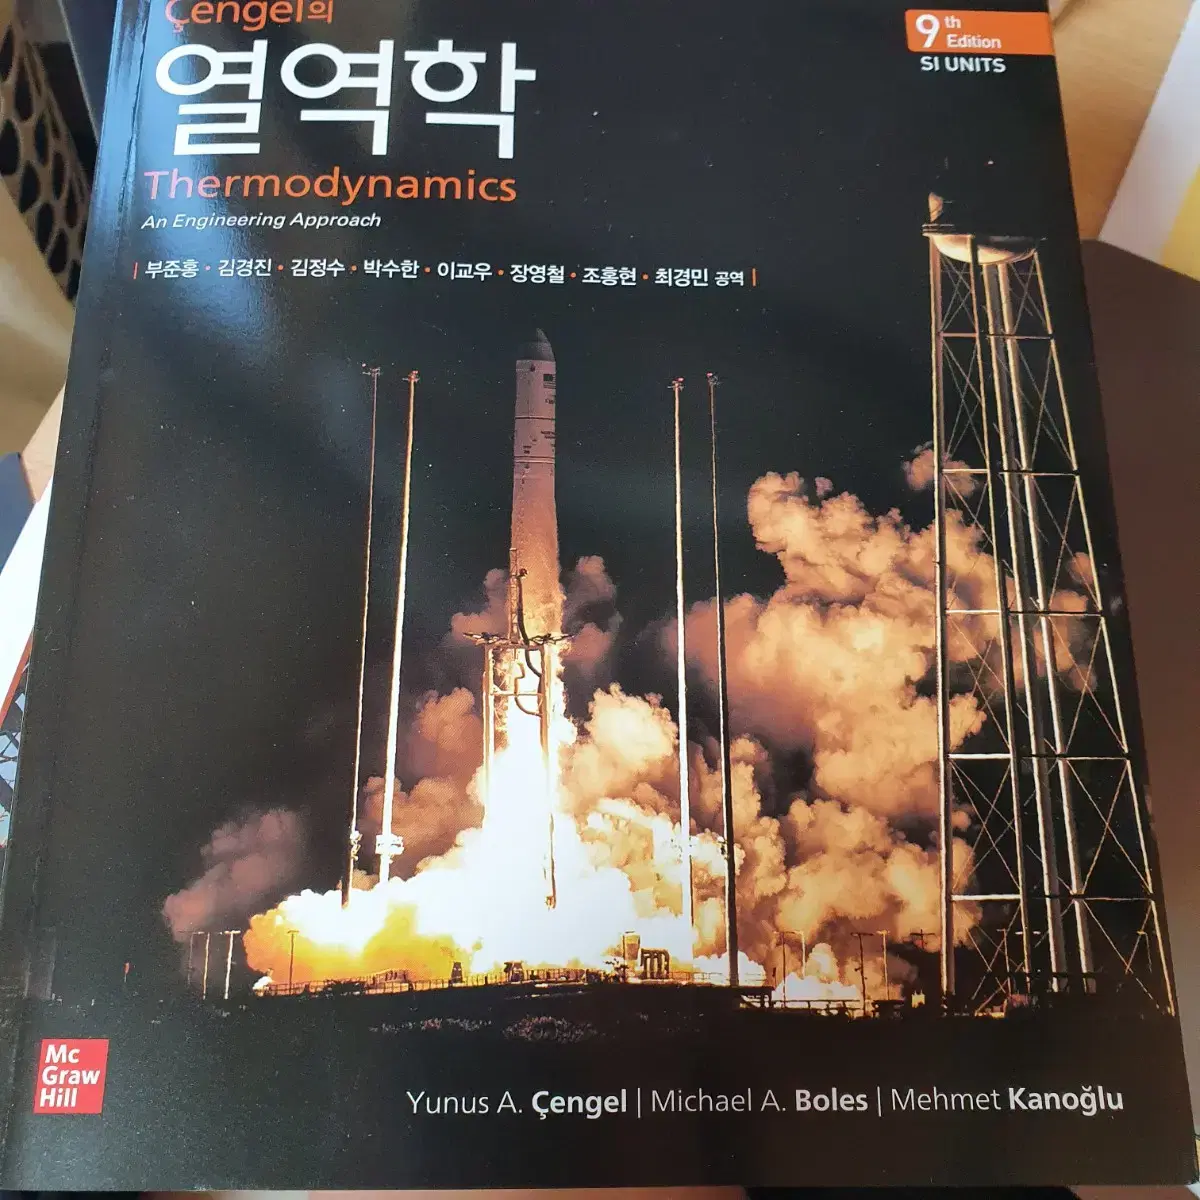 Çengel의
열역학
Thermodynamics
An Engineering Approach
부준홍 · 김경진 · 김정수 · 박수한 · 이교우 · 장영철 · 조홍현 · 최경민 공역
9th Edition
SI UNITS
Mc
Graw
Hill
Yunus A. Çengel | Michael A. Boles | Mehmet Kanoğlu